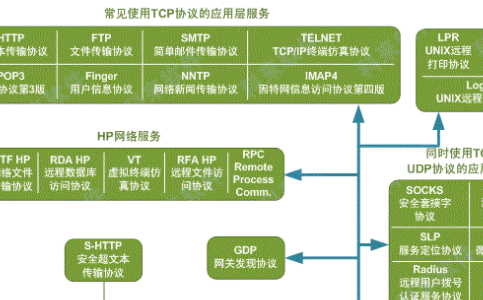 常见使用TCP协议的应用层服务
HTTP
本传输协议
FTP
文件传输协议
SMTP
简单邮件传输协议
TELNET
TCP/IP终端仿真协议
POP3
协议第3版
Finger
用户信息协议
NNTP
网络新闻传输协议
IMAP4
因特网信息访问协议第四版
LPR
UNIX远程
打印协议
Log
UNIX远程
HP网络服务
TF HP
络文件
输协议
RDA HP
远程数据库
访问协议
VT
虚拟终端仿
真协议
RFA HP
远程文件访
问协议
RPC
Remote
Process
Comm.
同时使用TC
UDP协议的应用
SOCKS
安全套接字
协议
SLP
服务定位协议
Radius
远程用户拨号
认证服务协议
S-HTTP
安全超文本
传输协议
GDP
网关发现协议